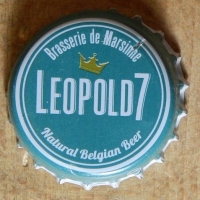 Brasserie de Marsinne
LEOPOLD7
Natural Belgian Beer